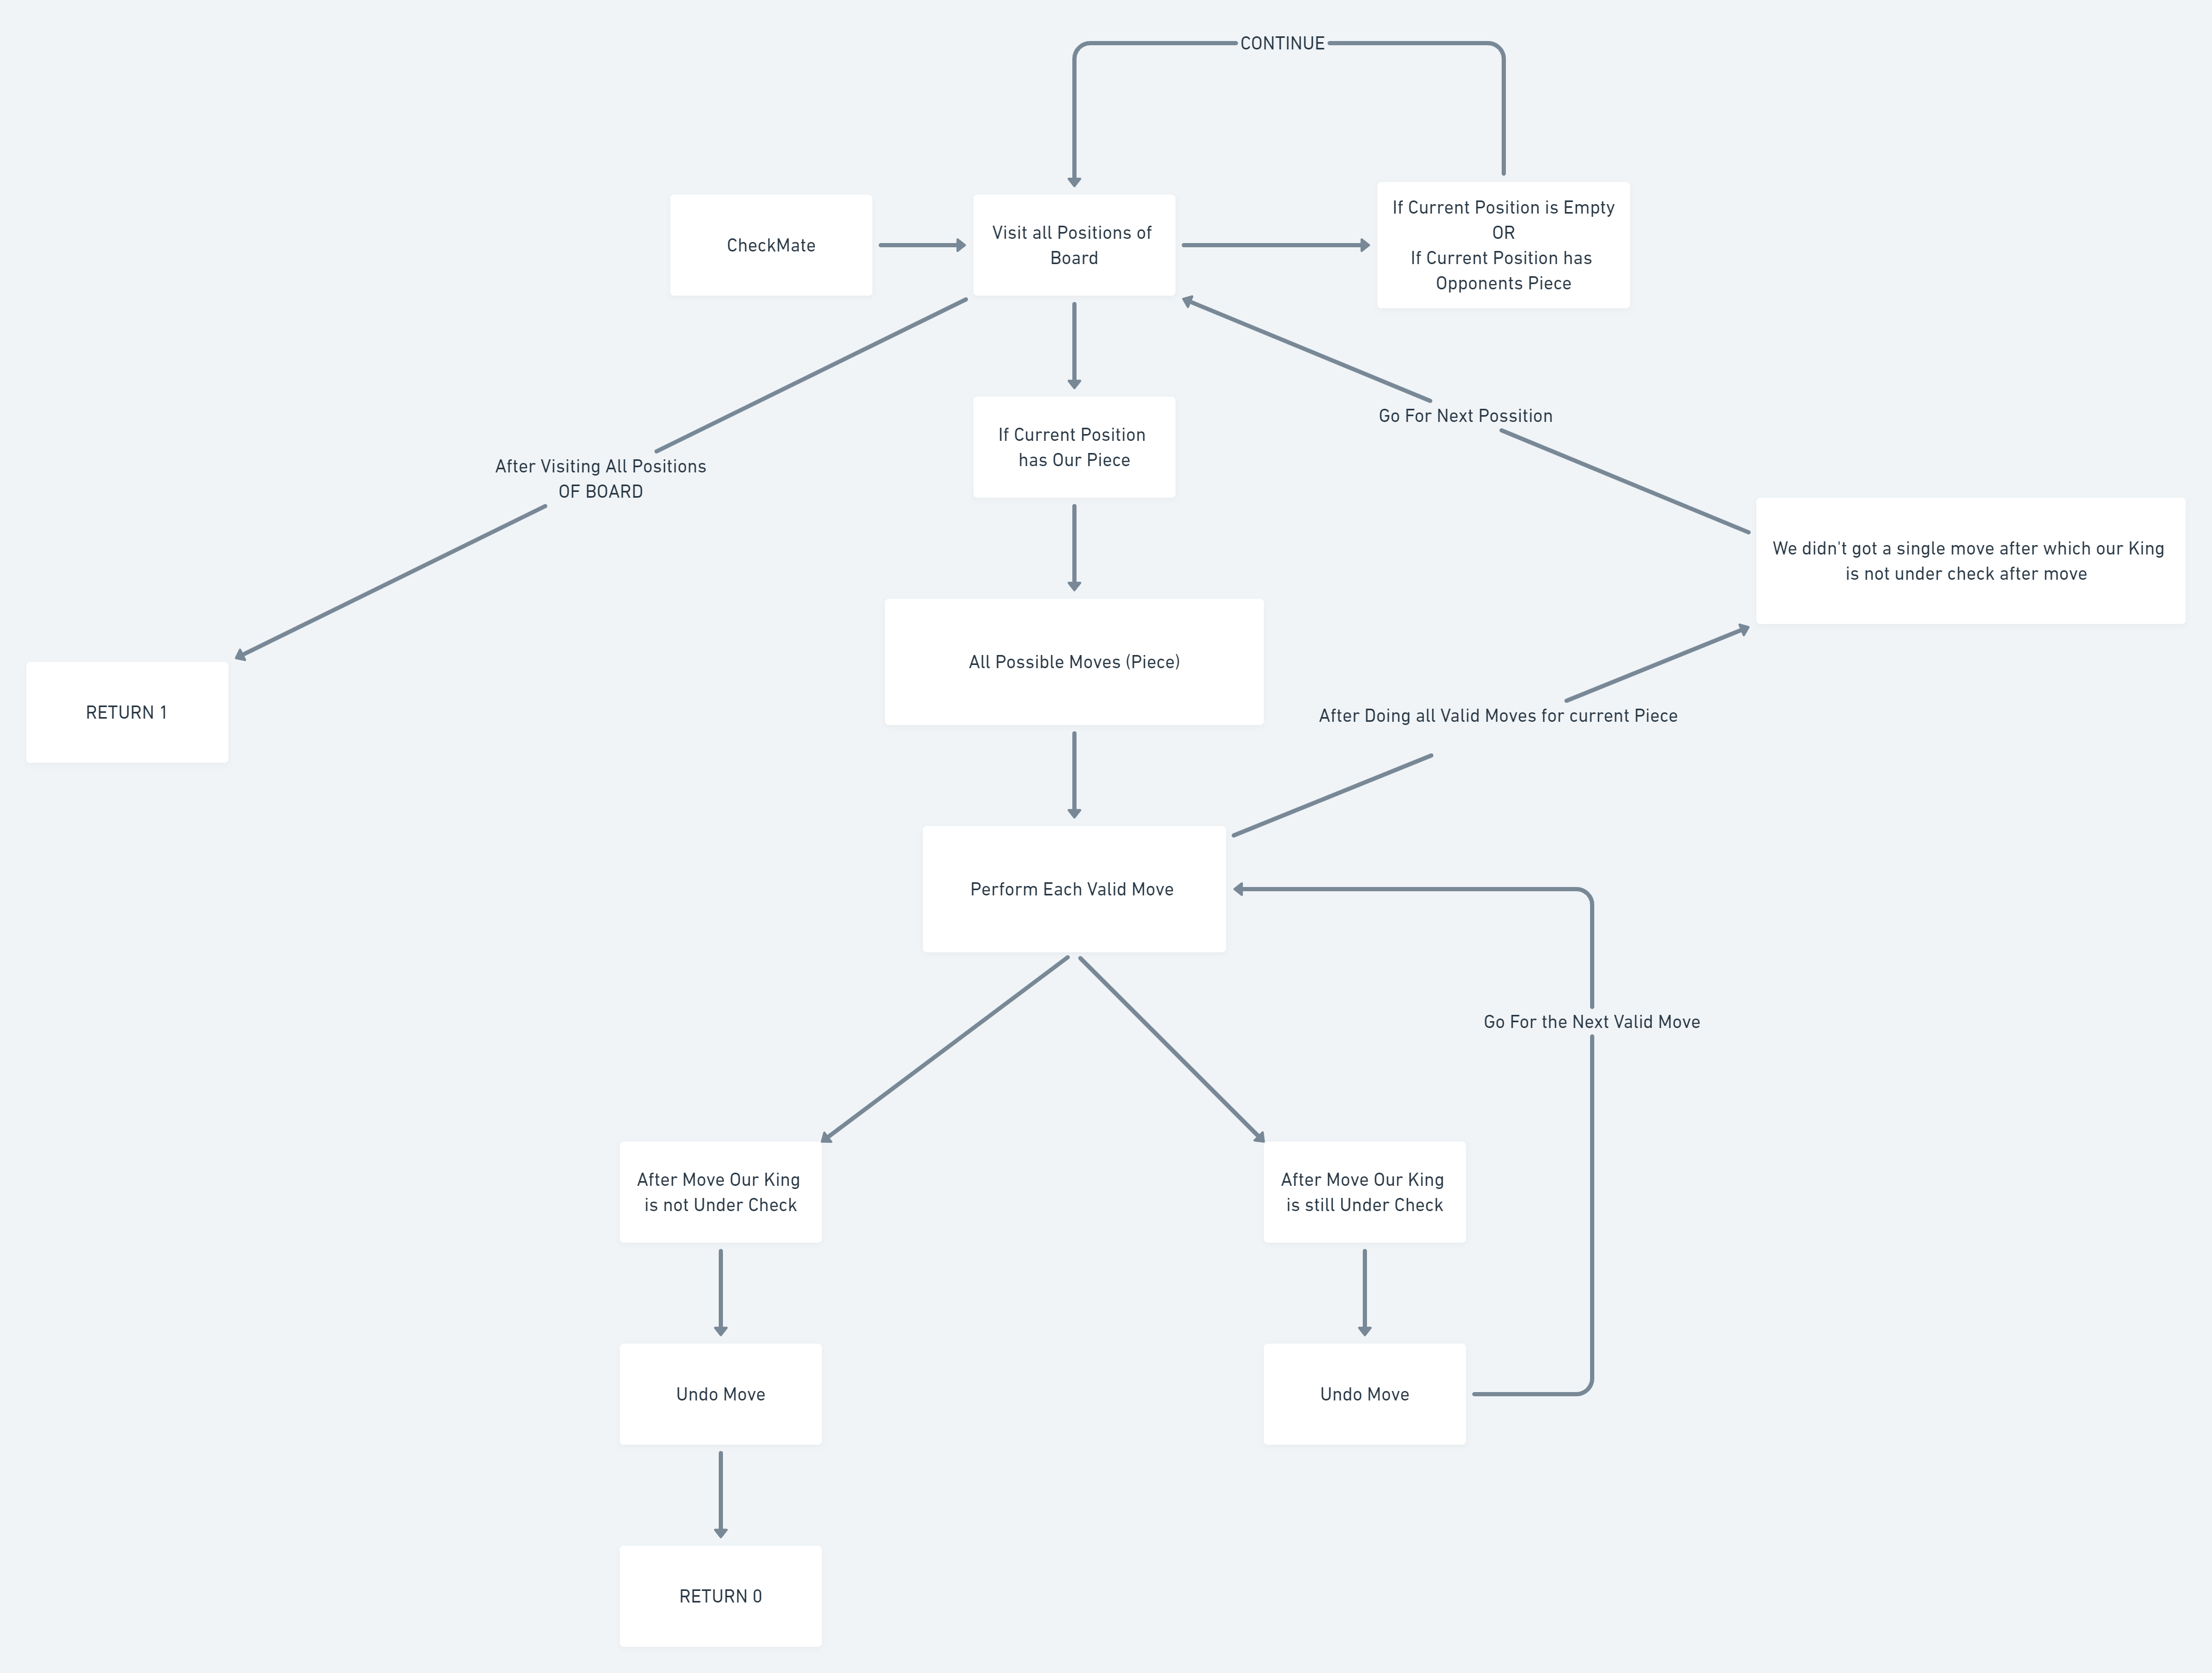 CONTINUE
CheckMate
Visit all Positions of
Board
If Current Position is Empty
OR
If Current Position has
Opponents Piece
Go For Next Possition
If Current Position
has Our Piece
After Visiting All Positions
OF BOARD
We didn't got a single move after which our King
is not under check after move
All Possible Moves (Piece)
RETURN 1
After Doing all Valid Moves for current Piece
Perform Each Valid Move
Go For the Next Valid Move
After Move Our King
is not Under Check
After Move Our King
is still Under Check
Undo Move
Undo Move
RETURN 0